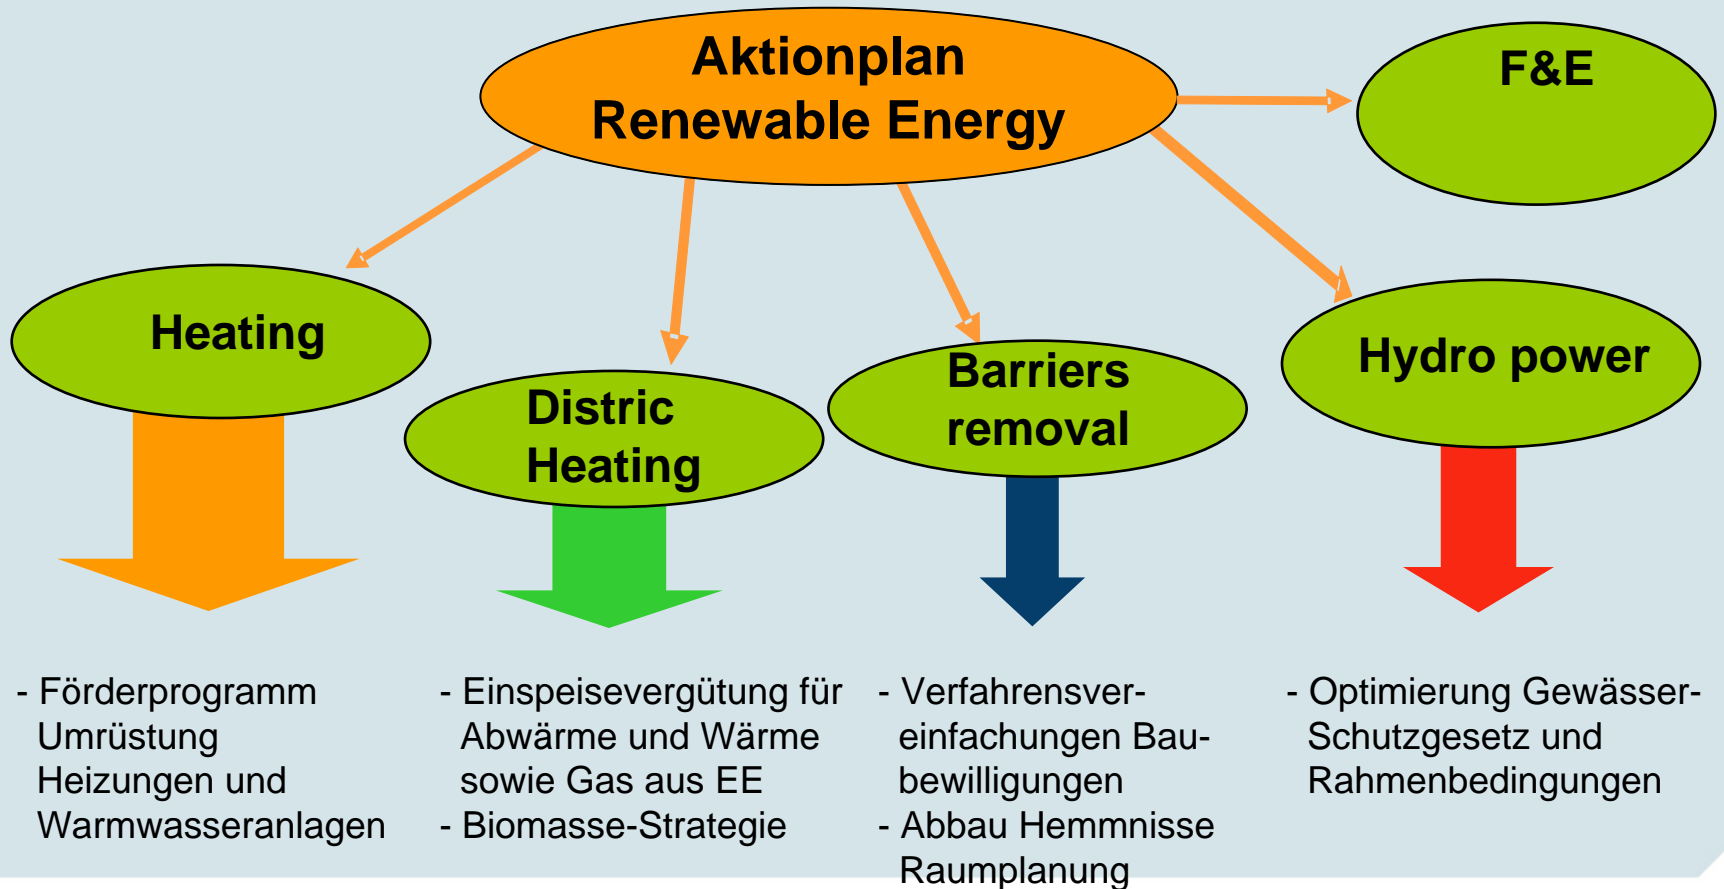 Aktionplan
Renewable Energy
F&E
Heating
Distric
Heating
Barriers
removal
Hydro power
- Förderprogramm
Umrüstung
Heizungen und
Warmwasseranlagen
- Einspeisevergütung für
Abwärme und Wärme
sowie Gas aus EE
- Biomasse-Strategie
- Verfahrensver-
einfachungen Bau-
bewilligungen
- Abbau Hemmnisse
Raumplanung
- Optimierung Gewässer-
Schutzgesetz und
Rahmenbedingungen